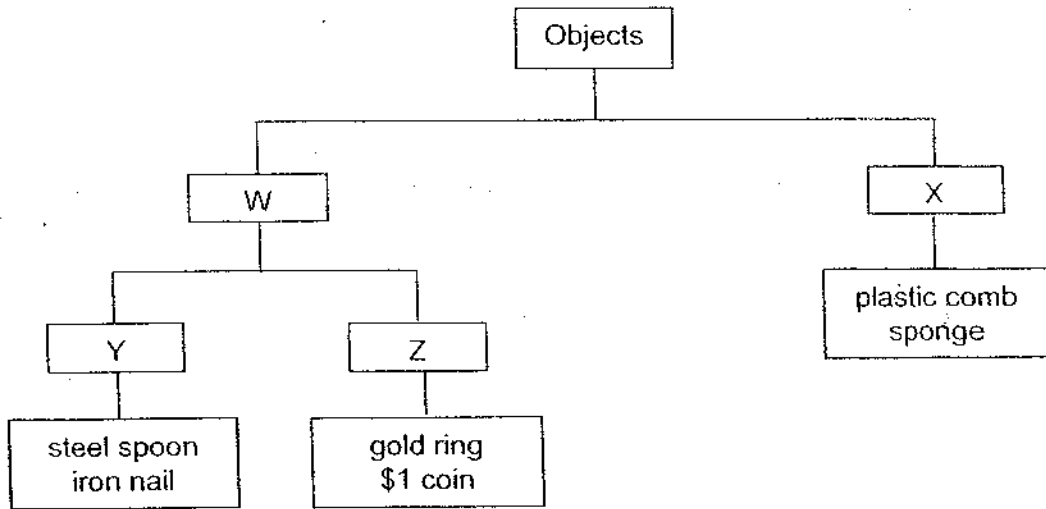 Objects
W
X
plastic comb
sponge
Y
Z
steel spoon
iron nail
gold ring
$1 coin